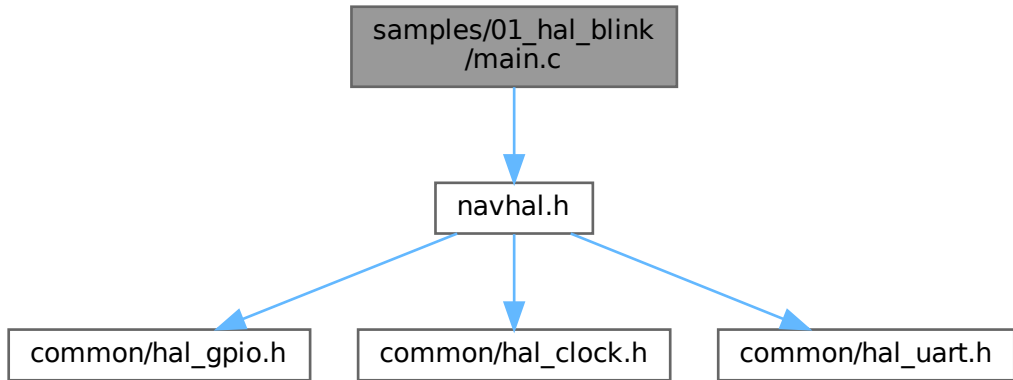 samples/01_hal_blink
/main.c
navhal.h
common/hal_gpio.h
common/hal_clock.h
common/hal_uart.h